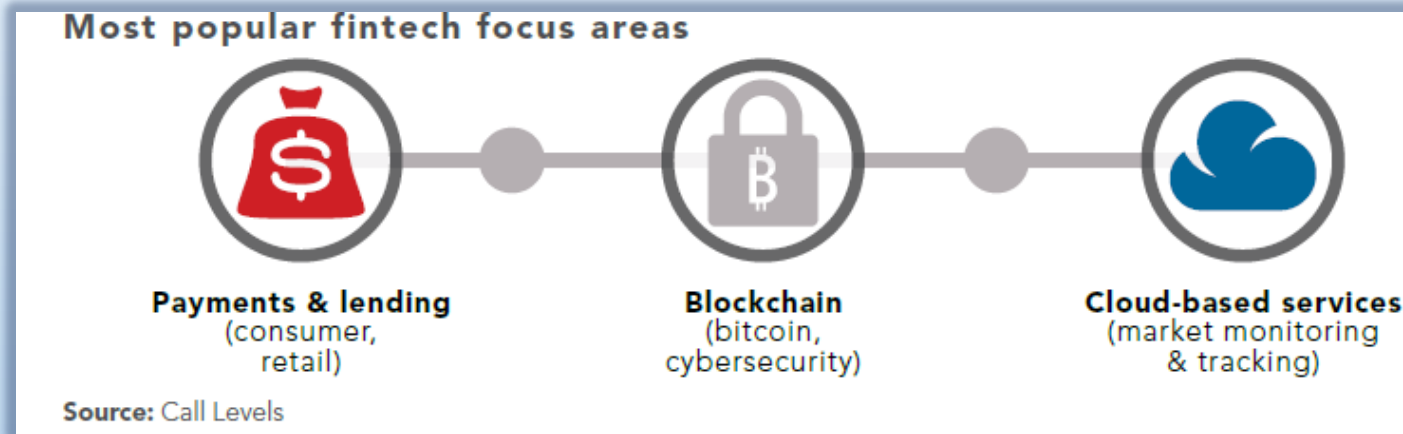 Most popular fintech focus areas
$
₿
Payments & lending
(consumer,
retail)
Blockchain
(bitcoin,
cybersecurity)
Cloud-based services
(market monitoring
& tracking)
Source: Call Levels